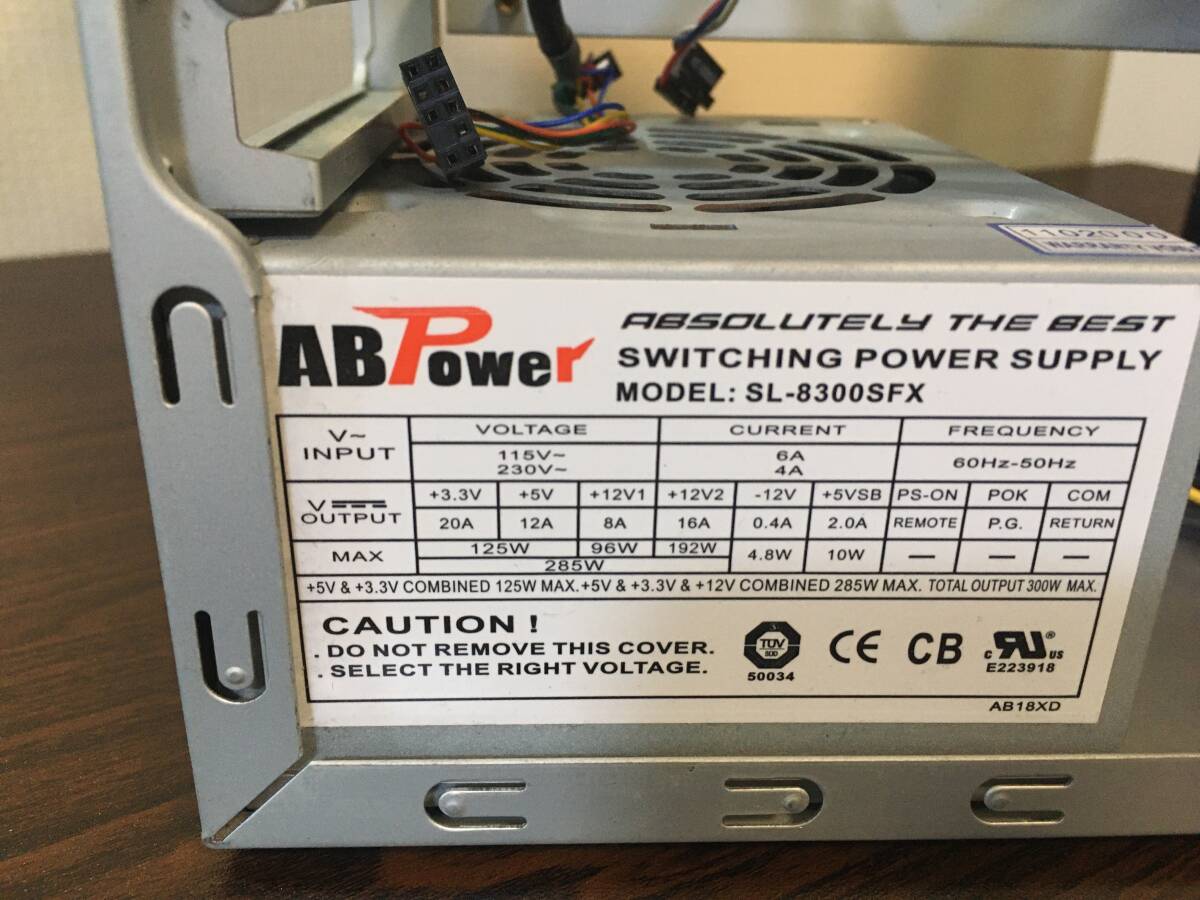 WARRANTY
ABPower
ABSOLUTELY THE BEST
SWITCHING POWER SUPPLY
MODEL: SL-8300SFX
V~ INPUT
VOLTAGE CURRENT FREQUENCY
115V~ 6A
230V~ 4A
60Hz-50Hz
V OUTPUT
+3.3V +5V +12V1 +12V2 -12V +5VSB PS-ON POK COM
20A 12A 8A 16A 0.4A 2.0A REMOTE P.G. RETURN
MAX 125W 96W 192W 4.8W 10W — — —
285W
+5V & +3.3V COMBINED 125W MAX.+5V & +3.3V & +12V COMBINED 285W MAX. TOTAL OUTPUT 300W MAX.
CAUTION !
. DO NOT REMOVE THIS COVER.
. SELECT THE RIGHT VOLTAGE.
TÜV
50034
CE
CB
c RU ® US
E223918
AB18XD